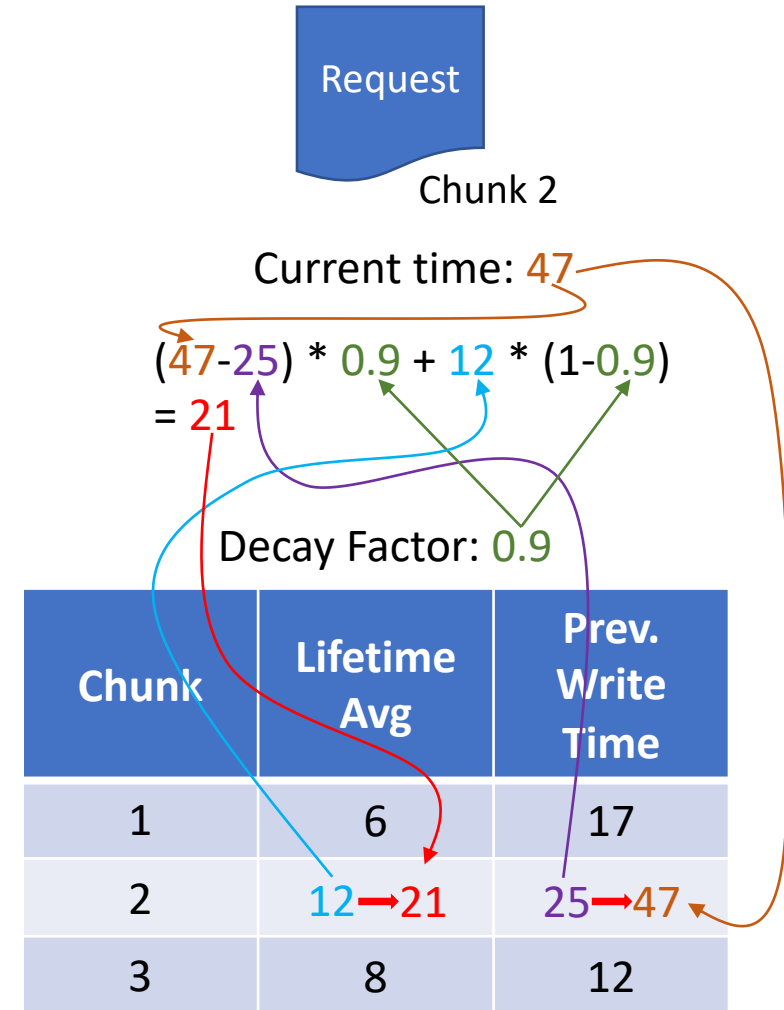 Request
Chunk 2
Current time: 47
(47-25) * 0.9 + 12 * (1-0.9)
= 21
Decay Factor: 0.9
Chunk Lifetime Avg Prev. Write Time
1 6 17
2 12→21 25→47
3 8 12